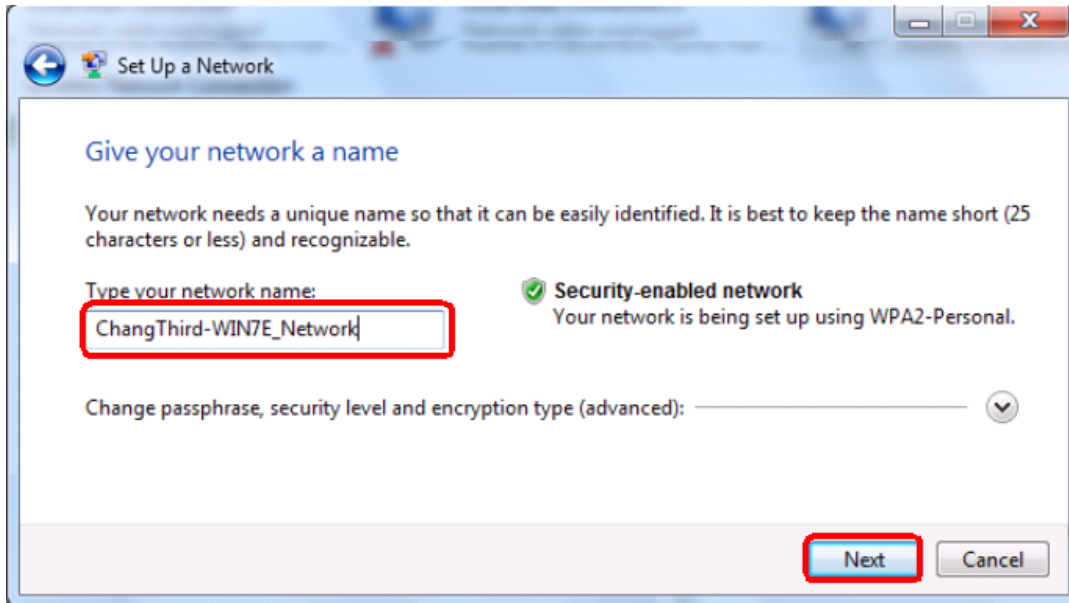 Set Up a Network
Give your network a name
Your network needs a unique name so that it can be easily identified. It is best to keep the name short (25
characters or less) and recognizable.
Type your network name:
Security-enabled network
ChangThird-WIN7E_Network
Your network is being set up using WPA2-Personal.
Change passphrase, security level and encryption type (advanced):
Next
Cancel